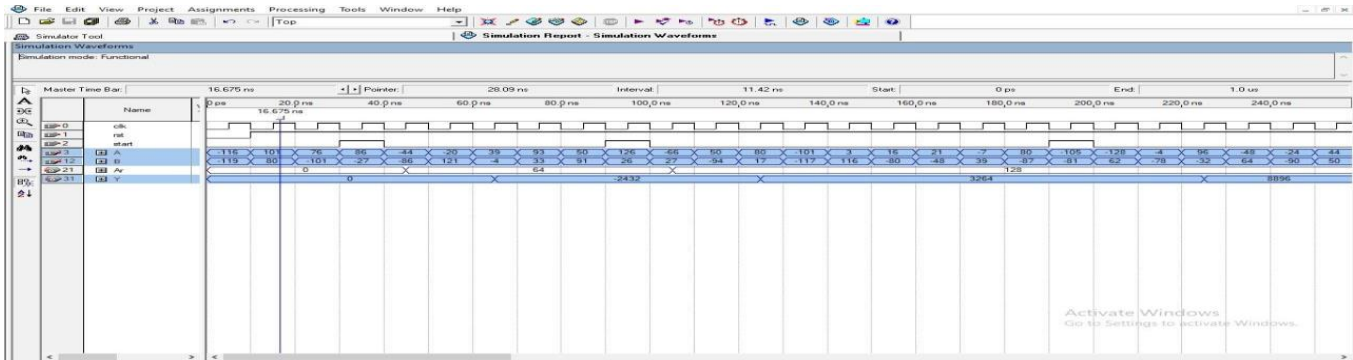 File Edit View Project Assignments Processing Tools Window Help
Top
Simulator Tool
Simulation Report - Simulation Waveforms
Simulation Waveforms
Simulation mode: Functional
Master Time Bar: 16.675 ns Pointer: 28.09 ns Interval: 11.42 ns Start: 0 ps End: 1.0 us
Name
0 ps 20.0 ns 40.0 ns 60.0 ns 80.0 ns 100.0 ns 120.0 ns 140.0 ns 160.0 ns 180.0 ns 200.0 ns 220.0 ns 240.0 ns
16.675 ns
0 clk
1 rst
2 start
3 A -116 101 76 86 -44 -20 39 93 50 126 -66 50 80 -101 3 16 21 -7 80 -105 -128 -4 96 -48 -24 44
12 B -119 80 -101 -27 -86 121 -4 33 91 26 27 -94 17 -117 116 -80 -48 39 -87 -81 62 -78 -32 64 -90 50
21 Ar 0 64 128
31 Y 0 -2432 3264 8896
Activate Windows
Go to Settings to activate Windows.